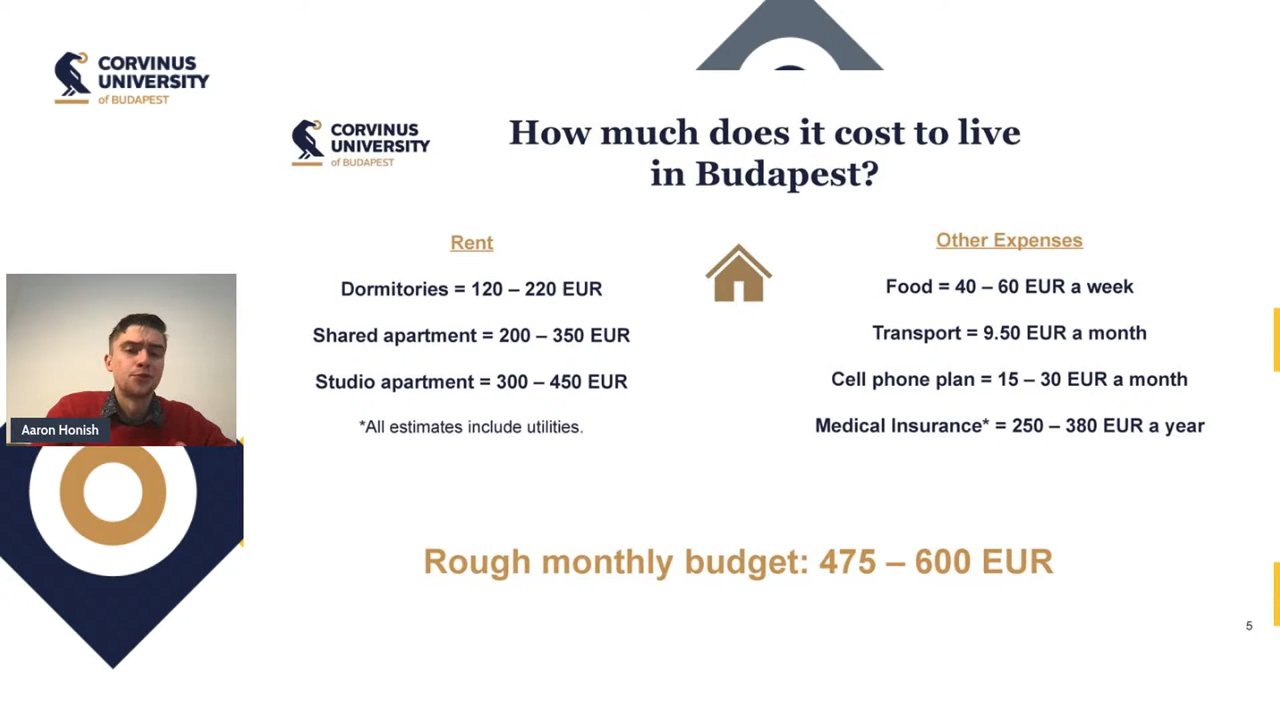 CORVINUS
UNIVERSITY
of BUDAPEST
CORVINUS
UNIVERSITY
of BUDAPEST
How much does it cost to live
in Budapest?
Rent
Dormitories = 120 – 220 EUR
Shared apartment = 200 – 350 EUR
Studio apartment = 300 – 450 EUR
*All estimates include utilities.
Other Expenses
Food = 40 – 60 EUR a week
Transport = 9.50 EUR a month
Cell phone plan = 15 – 30 EUR a month
Medical Insurance* = 250 – 380 EUR a year
Aaron Honish
Rough monthly budget: 475 – 600 EUR
5